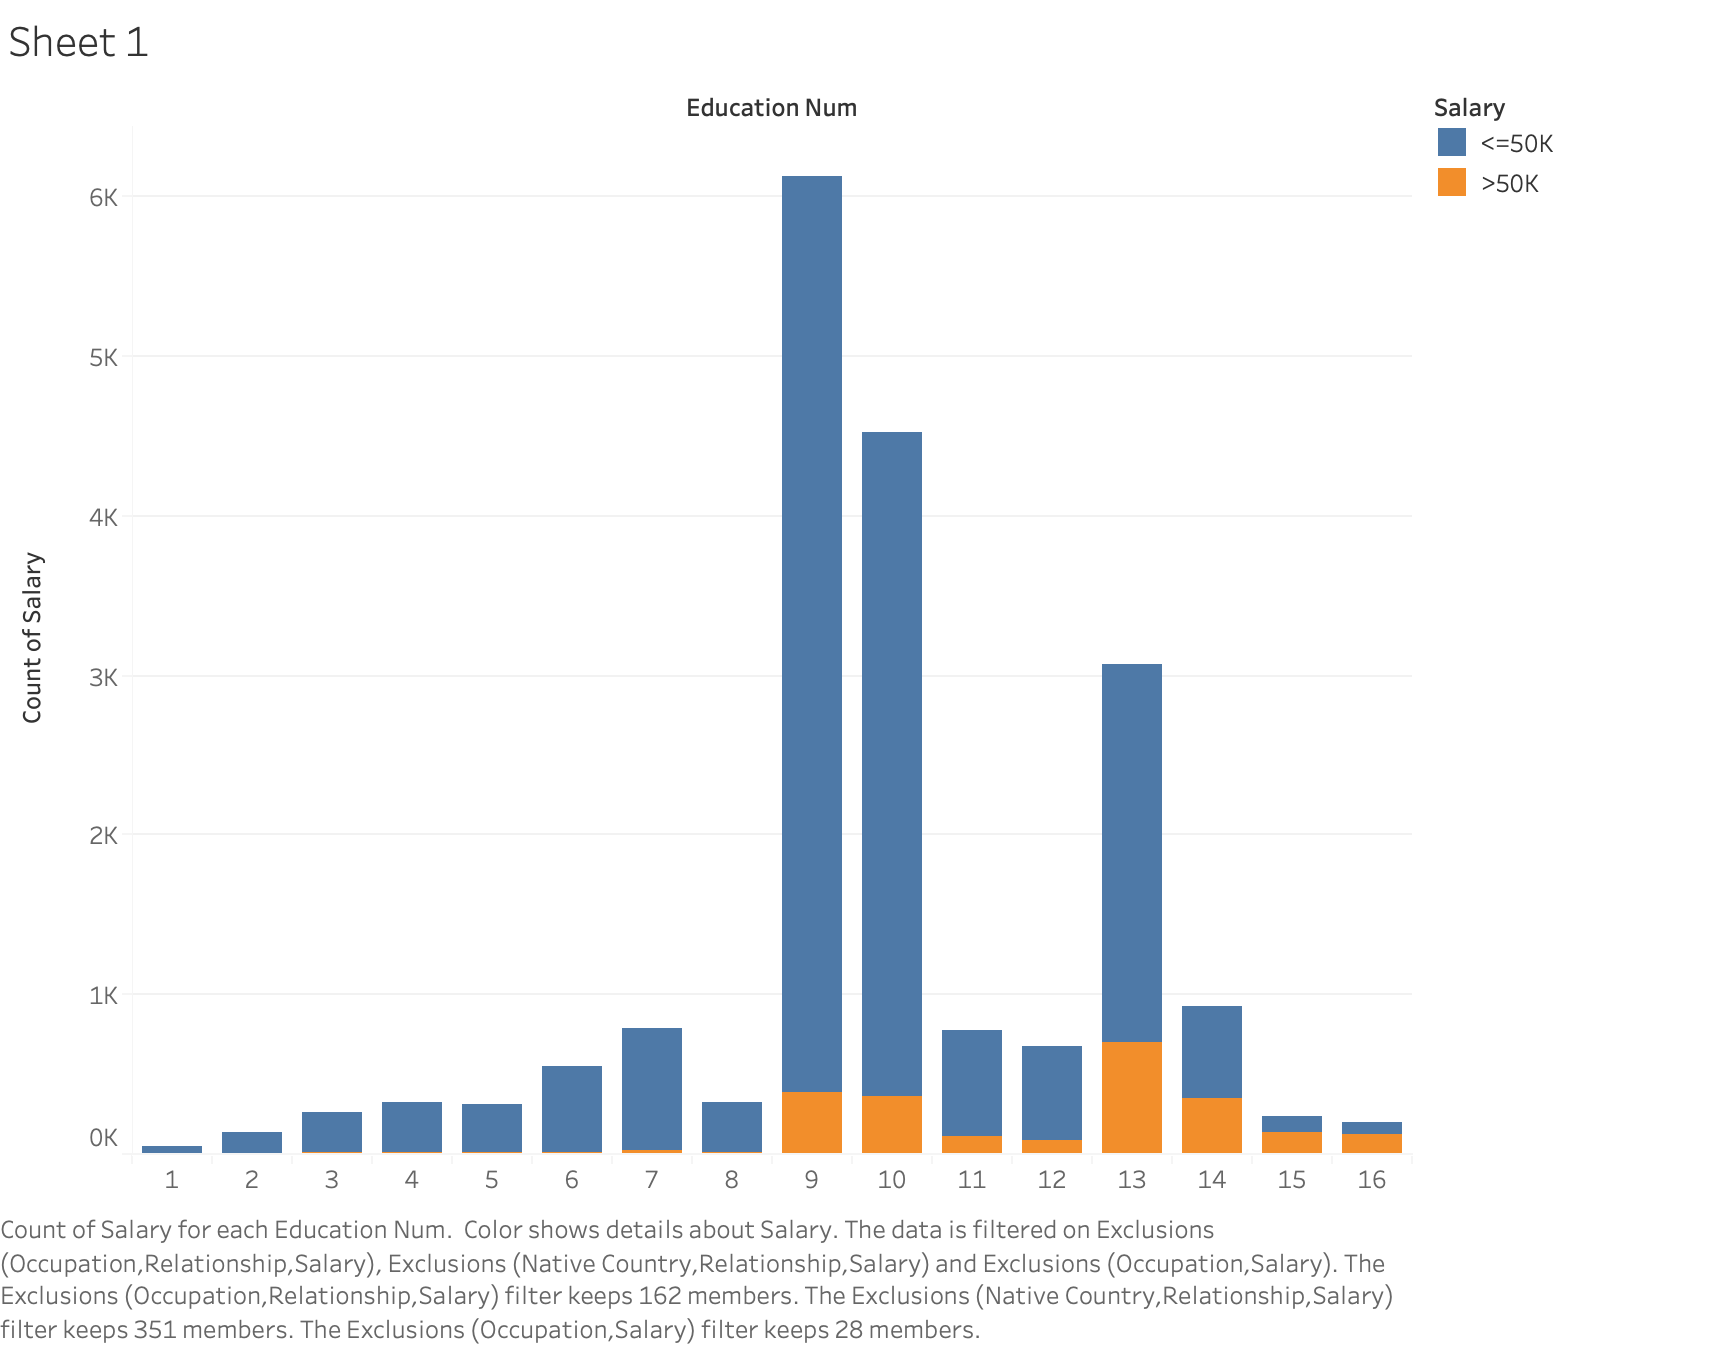 Sheet 1
Education Num
Salary
<=50K
>50K
6K
5K
4K
3K
2K
1K
0K
Count of Salary
1 2 3 4 5 6 7 8 9 10 11 12 13 14 15 16
Count of Salary for each Education Num.  Color shows details about Salary. The data is filtered on Exclusions
(Occupation,Relationship,Salary), Exclusions (Native Country,Relationship,Salary) and Exclusions (Occupation,Salary). The
Exclusions (Occupation,Relationship,Salary) filter keeps 162 members. The Exclusions (Native Country,Relationship,Salary)
filter keeps 351 members. The Exclusions (Occupation,Salary) filter keeps 28 members.